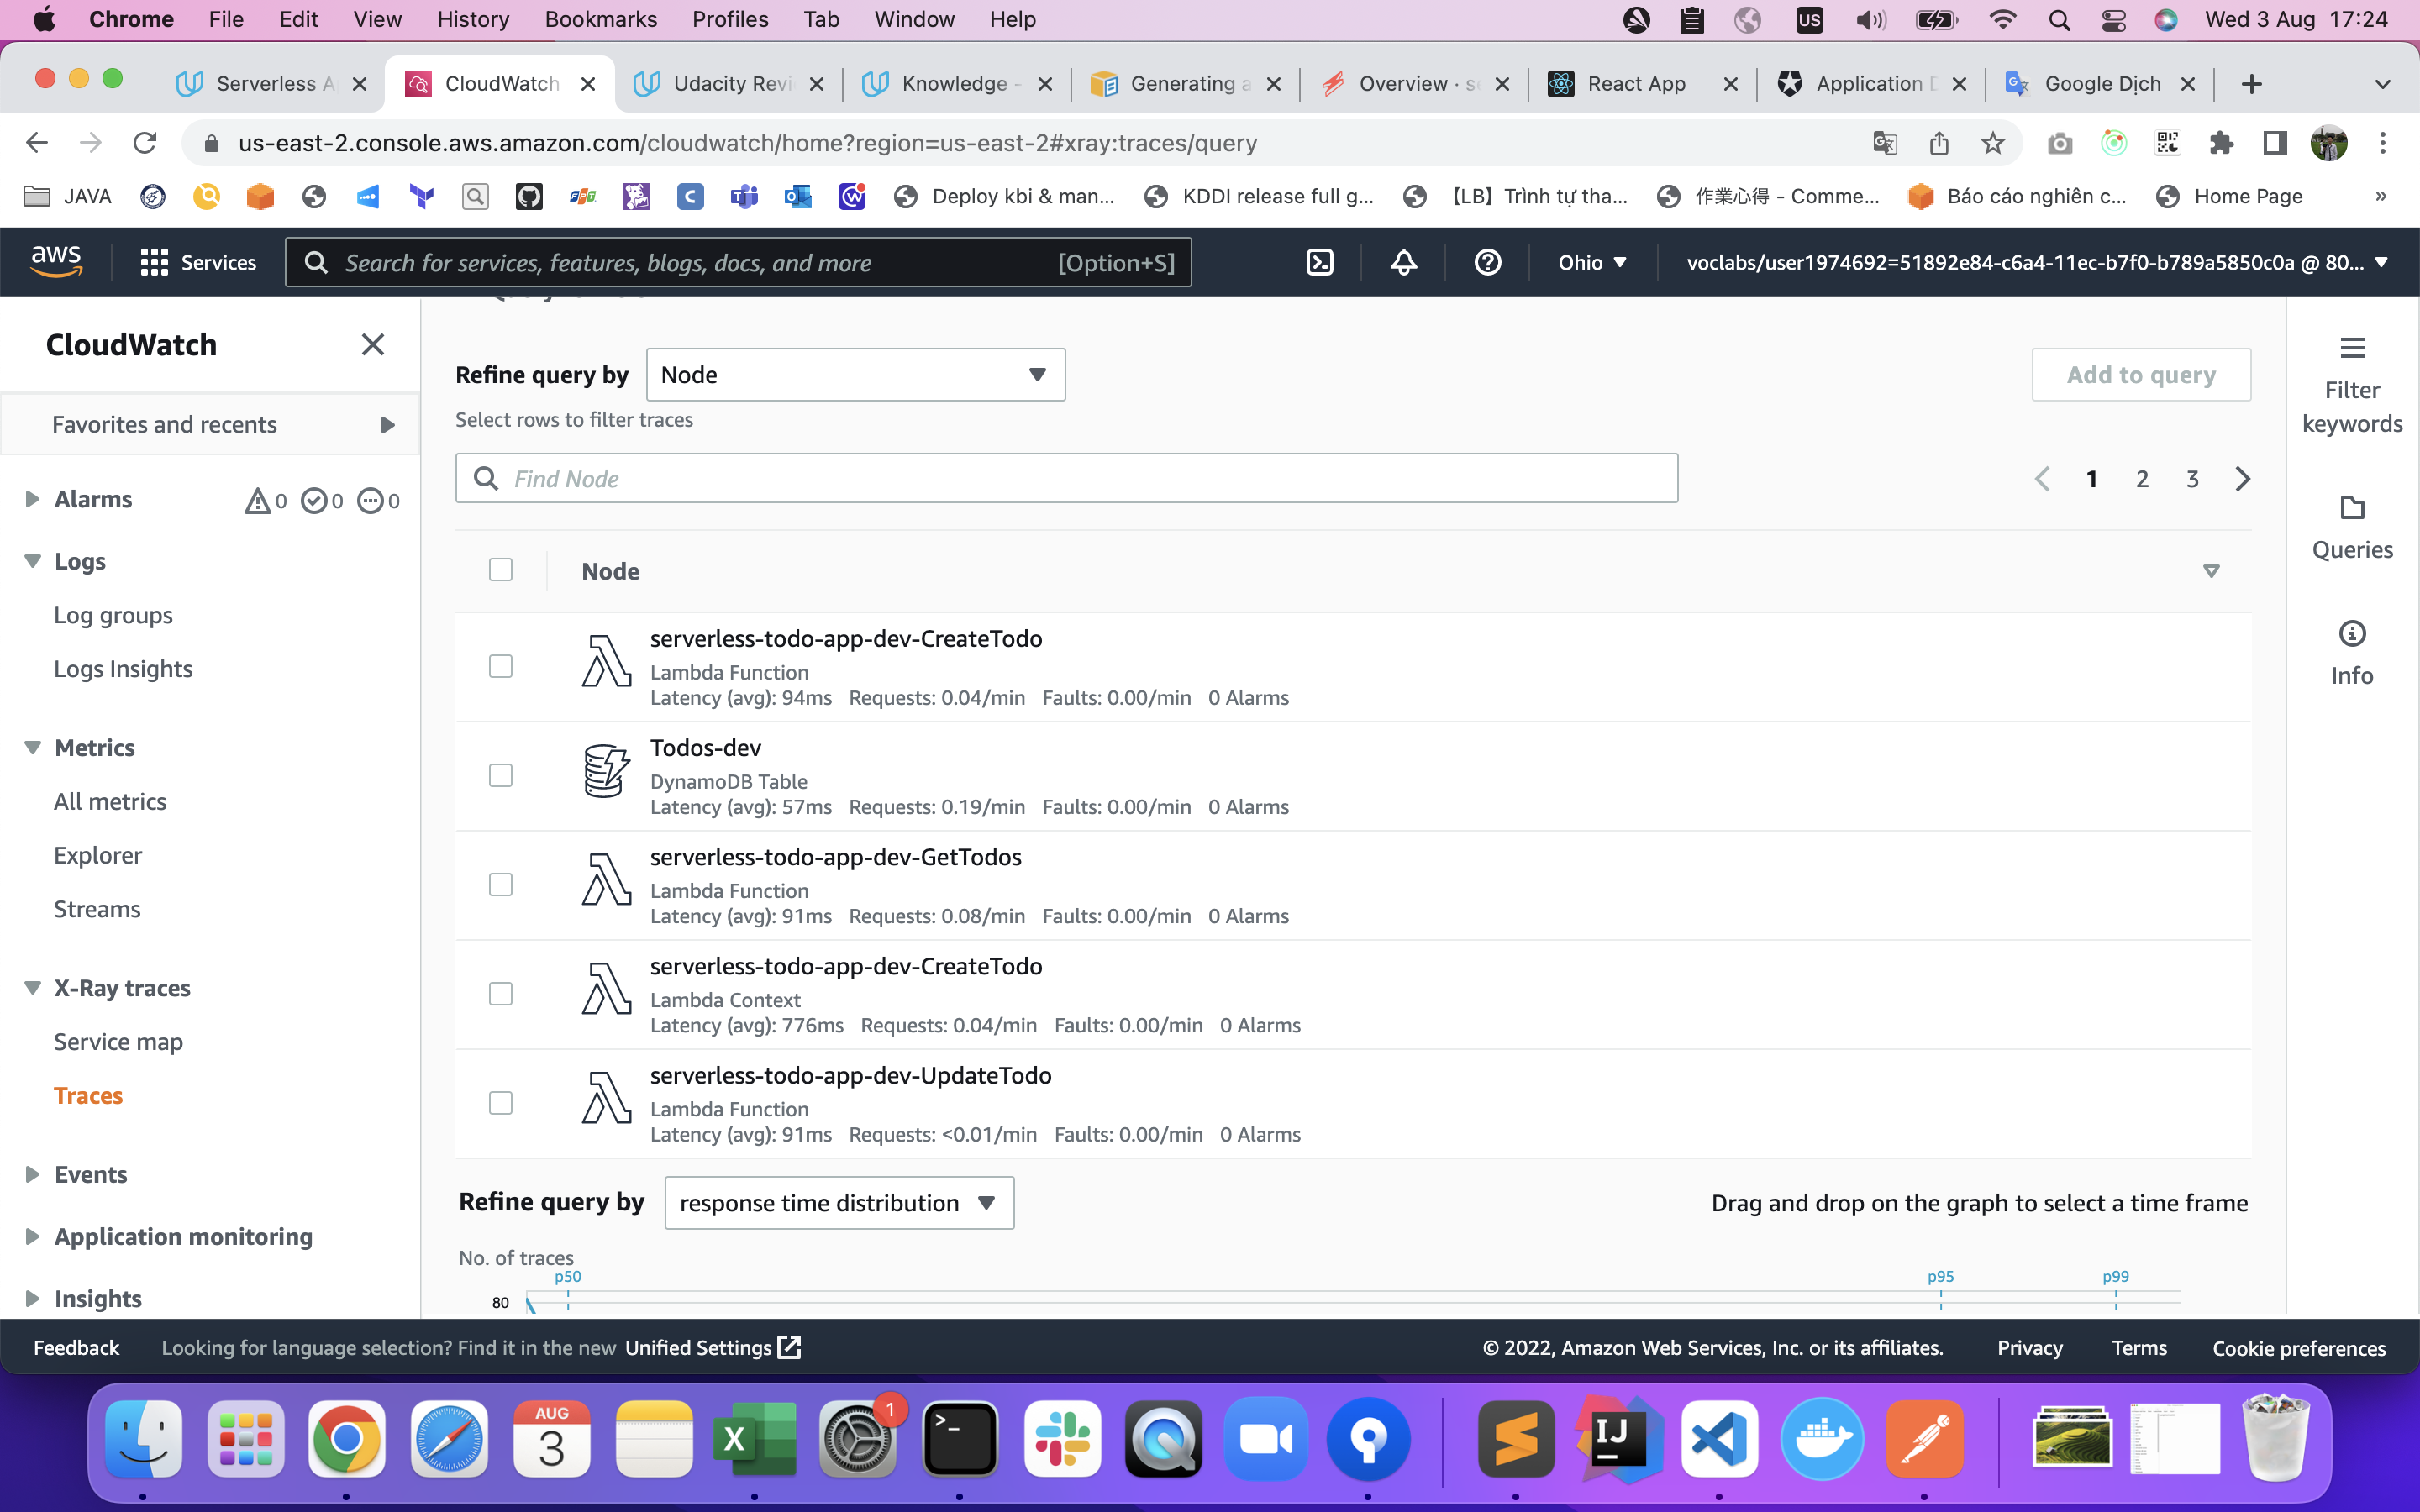 Chrome File Edit View History Bookmarks Profiles Tab Window Help US Wed 3 Aug 17:24
Serverless A CloudWatch Udacity Revi Knowledge - Generating a Overview · se React App Application D Google Dịch
us-east-2.console.aws.amazon.com/cloudwatch/home?region=us-east-2#xray:traces/query
JAVA Deploy kbi & man... KDDI release full g... 【LB】Trình tự tha... 作業心得 - Comme... Báo cáo nghiên c... Home Page »
aws Services Search for services, features, blogs, docs, and more [Option+S] Ohio voclabs/user1974692=51892e84-c6a4-11ec-b7f0-b789a5850c0a @ 80...
CloudWatch
Favorites and recents
Alarms 0 0 0
Logs
Log groups
Logs Insights
Metrics
All metrics
Explorer
Streams
X-Ray traces
Service map
Traces
Events
Application monitoring
Insights
Refine query by Node Add to query
Select rows to filter traces
Find Node 1 2 3
Node
serverless-todo-app-dev-CreateTodo
Lambda Function
Latency (avg): 94ms Requests: 0.04/min Faults: 0.00/min 0 Alarms
Todos-dev
DynamoDB Table
Latency (avg): 57ms Requests: 0.19/min Faults: 0.00/min 0 Alarms
serverless-todo-app-dev-GetTodos
Lambda Function
Latency (avg): 91ms Requests: 0.08/min Faults: 0.00/min 0 Alarms
serverless-todo-app-dev-CreateTodo
Lambda Context
Latency (avg): 776ms Requests: 0.04/min Faults: 0.00/min 0 Alarms
serverless-todo-app-dev-UpdateTodo
Lambda Function
Latency (avg): 91ms Requests: <0.01/min Faults: 0.00/min 0 Alarms
Refine query by response time distribution Drag and drop on the graph to select a time frame
No. of traces
p50 p95 p99
80
Filter
keywords
Queries
Info
Feedback Looking for language selection? Find it in the new Unified Settings © 2022, Amazon Web Services, Inc. or its affiliates. Privacy Terms Cookie preferences
AUG
3
X
1
>_
IJ